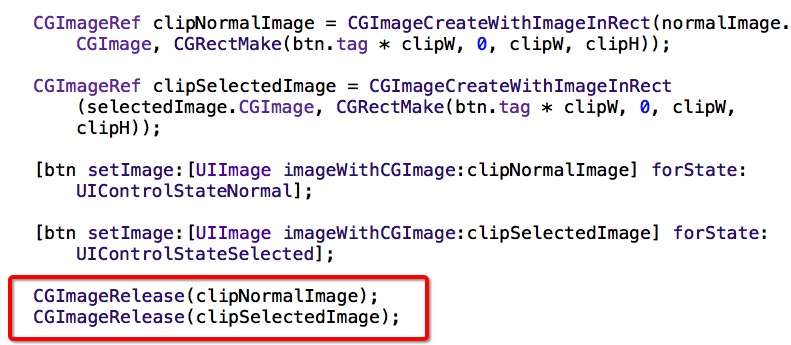 CGImageRef clipNormalImage = CGImageCreateWithImageInRect(normalImage.
CGImage, CGRectMake(btn.tag * clipW, 0, clipW, clipH));
CGImageRef clipSelectedImage = CGImageCreateWithImageInRect
(selectedImage.CGImage, CGRectMake(btn.tag * clipW, 0, clipW,
clipH));
[btn setImage:[UIImage imageWithCGImage:clipNormalImage] forState:
UIControlStateNormal];
[btn setImage:[UIImage imageWithCGImage:clipSelectedImage] forState:
UIControlStateSelected];
CGImageRelease(clipNormalImage);
CGImageRelease(clipSelectedImage);